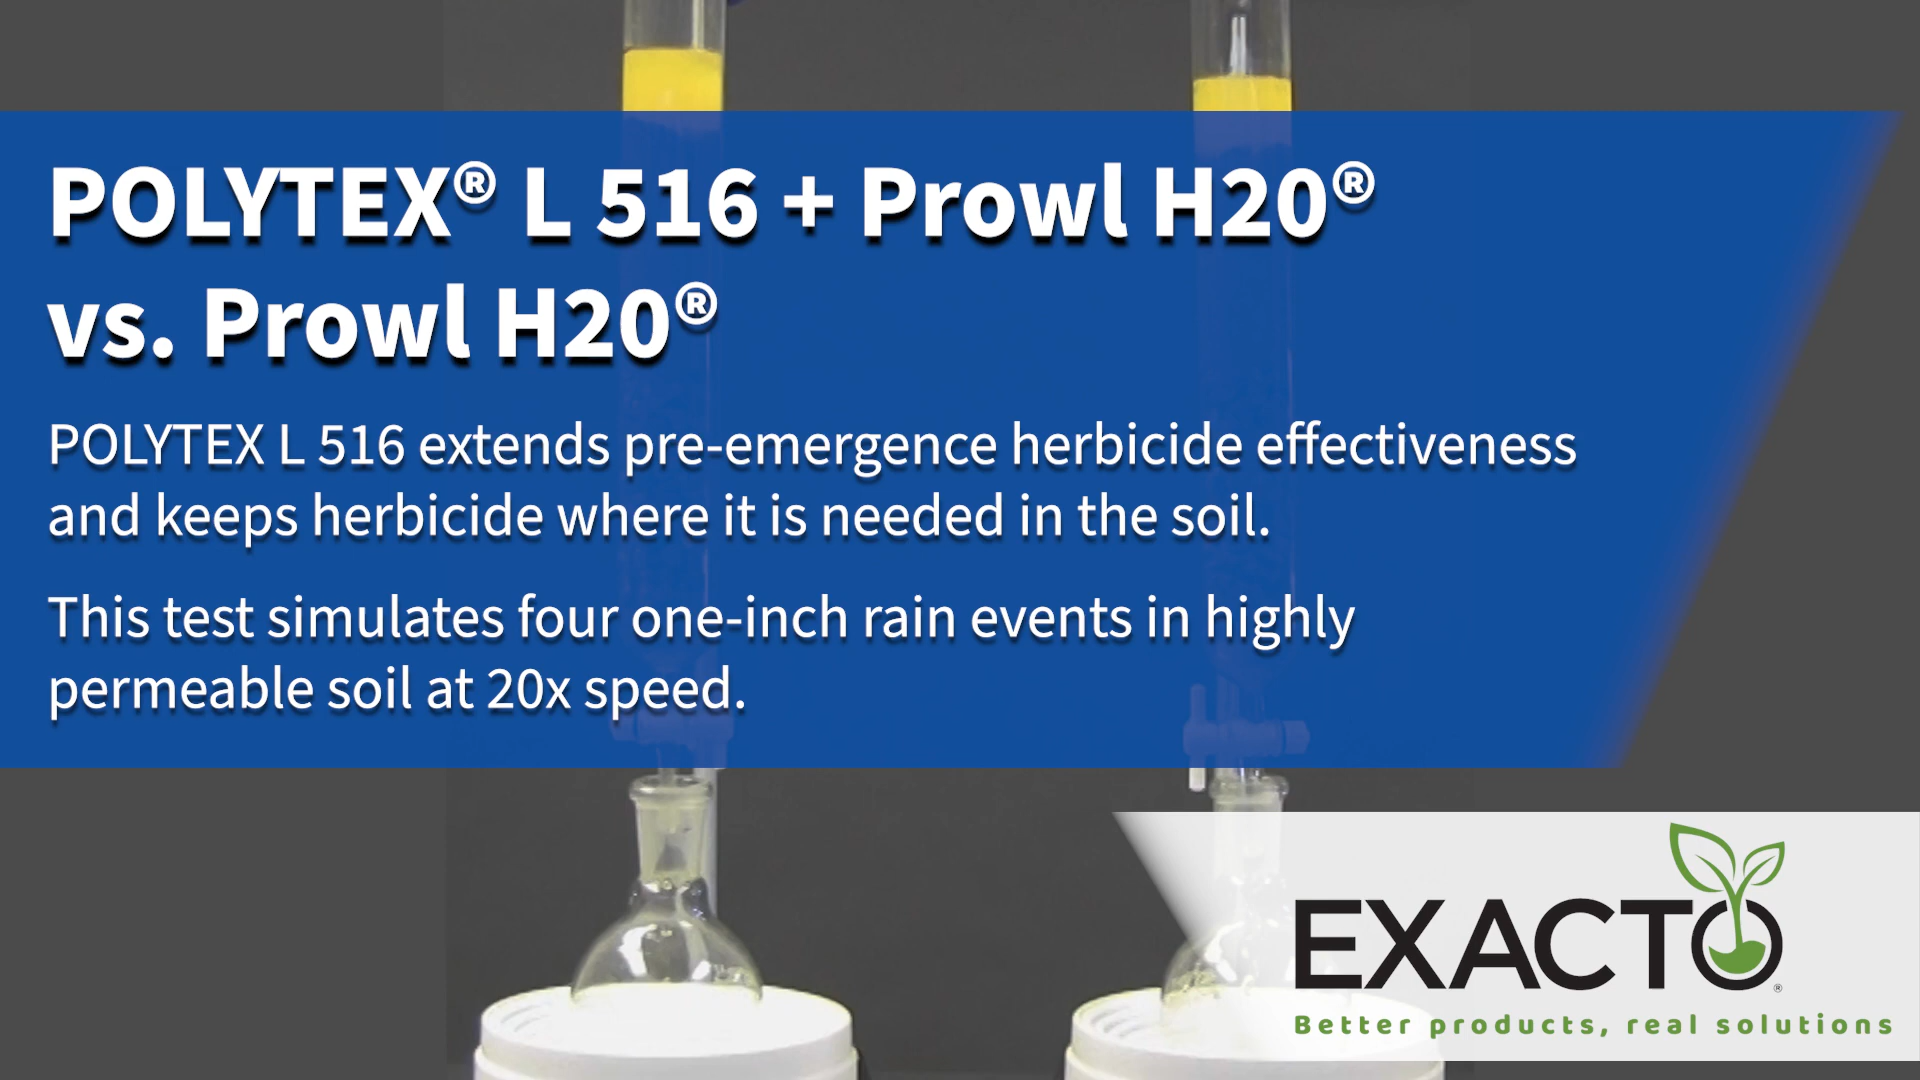 POLYTEX® L 516 + Prowl H20®
vs. Prowl H20®
POLYTEX L 516 extends pre-emergence herbicide effectiveness
and keeps herbicide where it is needed in the soil.
This test simulates four one-inch rain events in highly
permeable soil at 20x speed.
EXACTO®
Better products, real solutions